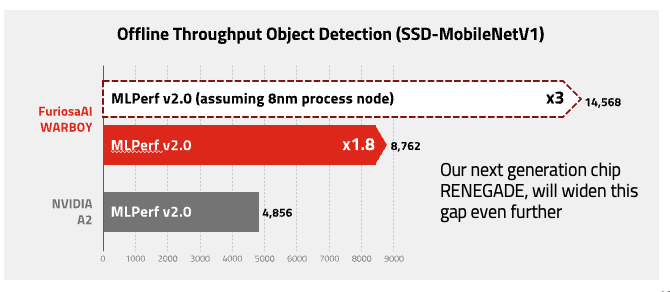 Offline Throughput Object Detection (SSD-MobileNetV1)
MLPerf v2.0 (assuming 8nm process node) x3 14,568
FuriosaAI
WARBOY
MLPerf v2.0 x1.8 8,762
Our next generation chip
RENEGADE, will widen this
gap even further
NVIDIA
A2
MLPerf v2.0 4,856
0 1000 2000 3000 4000 5000 6000 7000 8000 9000